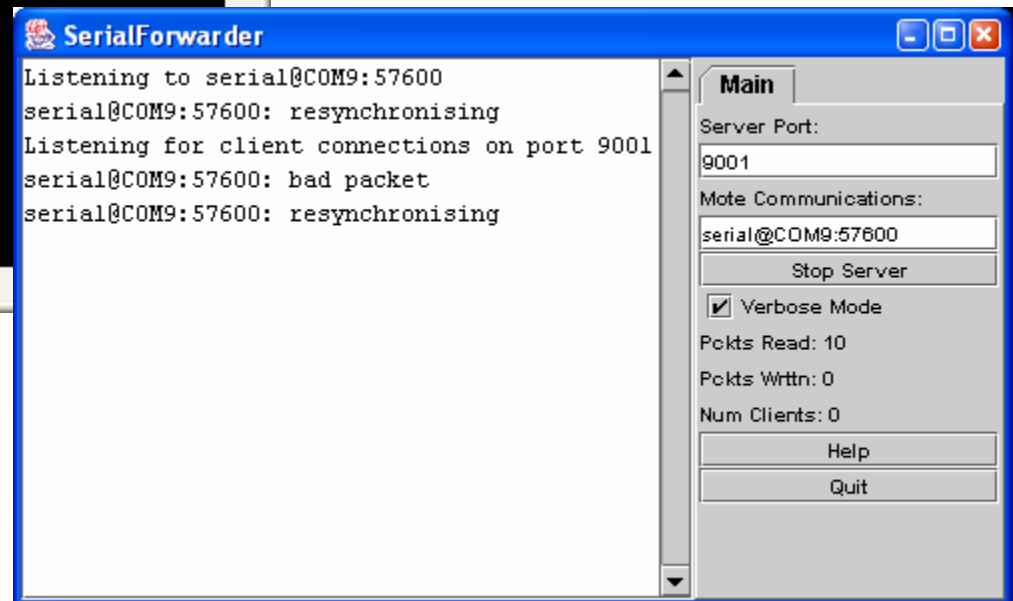 SerialForwarder
Listening to serial@COM9:57600
serial@COM9:57600: resynchronising
Listening for client connections on port 9001
serial@COM9:57600: bad packet
serial@COM9:57600: resynchronising
Main
Server Port:
9001
Mote Communications:
serial@COM9:57600
Stop Server
Verbose Mode
Pckts Read: 10
Pckts Wrttn: 0
Num Clients: 0
Help
Quit